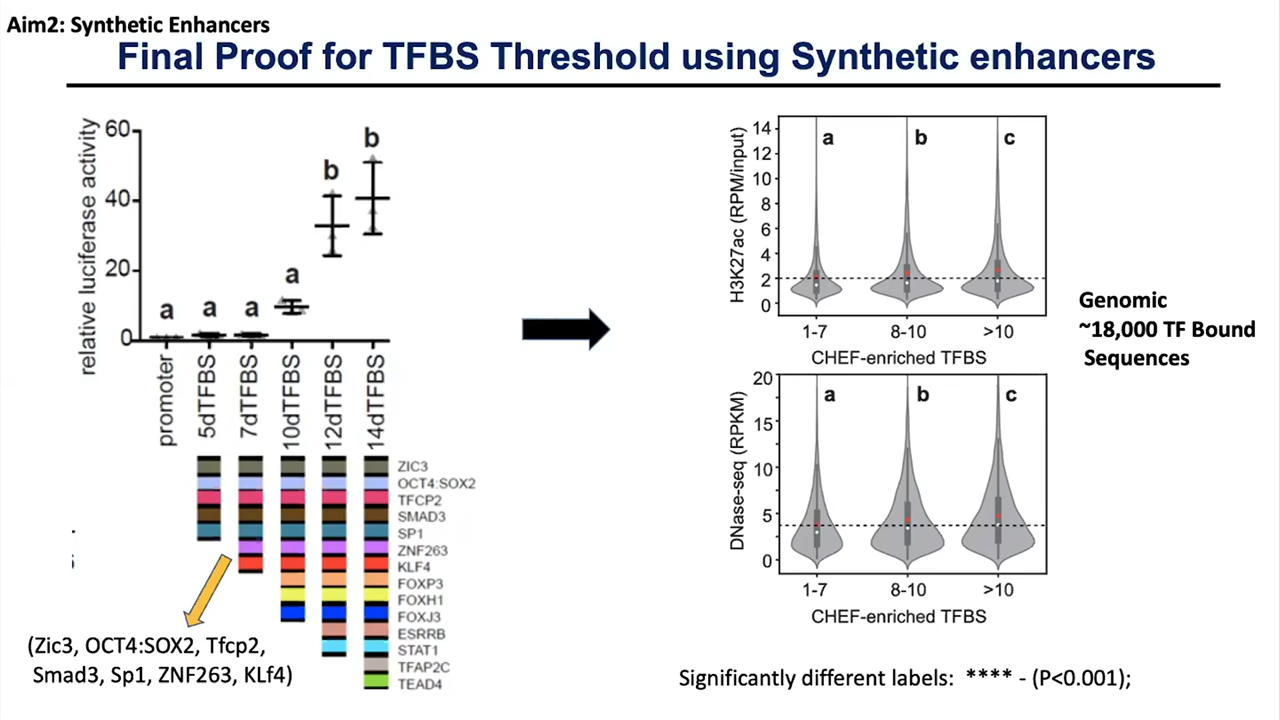 Aim2: Synthetic Enhancers
Final Proof for TFBS Threshold using Synthetic enhancers
relative luciferase activity
60
40
20
0
a
a
a
a
b
b
promoter
5dTFBS
7dTFBS
10dTFBS
12dTFBS
14dTFBS
ZIC3
OCT4:SOX2
TFCP2
SMAD3
SP1
ZNF263
KLF4
FOXP3
FOXH1
FOXJ3
ESRRB
STAT1
TFAP2C
TEAD4
(Zic3, OCT4:SOX2, Tfcp2,
Smad3, Sp1, ZNF263, KLf4)
H3K27ac (RPM/input)
14
12
10
8
6
4
2
0
a
b
c
1-7
8-10
>10
CHEF-enriched TFBS
DNase-seq (RPKM)
20
15
10
5
0
a
b
c
1-7
8-10
>10
CHEF-enriched TFBS
Genomic
~18,000 TF Bound
Sequences
Significantly different labels: **** - (P<0.001);